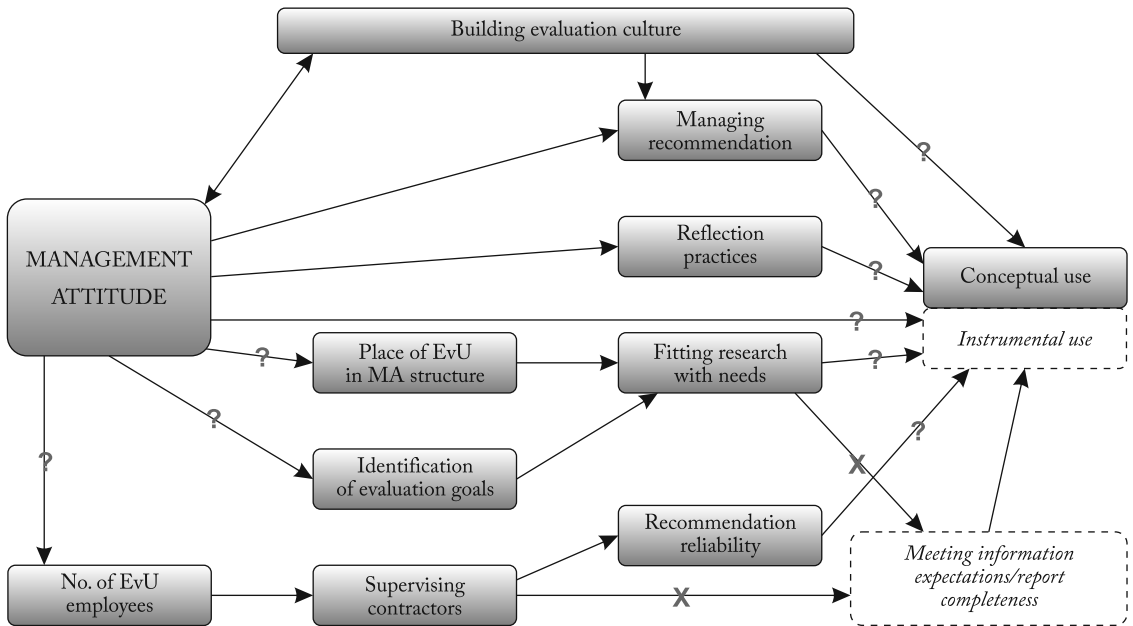 Building evaluation culture
Managing
recommendation
?
?
Reflection
practices
?
MANAGEMENT
ATTITUDE
Conceptual use
?
Instrumental use
?
Place of EvU
in MA structure
Fitting research
with needs
?
?
?
?
X
Identification
of evaluation goals
Recommendation
reliability
No. of EvU
employees
Supervising
contractors
X
Meeting information
expectations/report
completeness